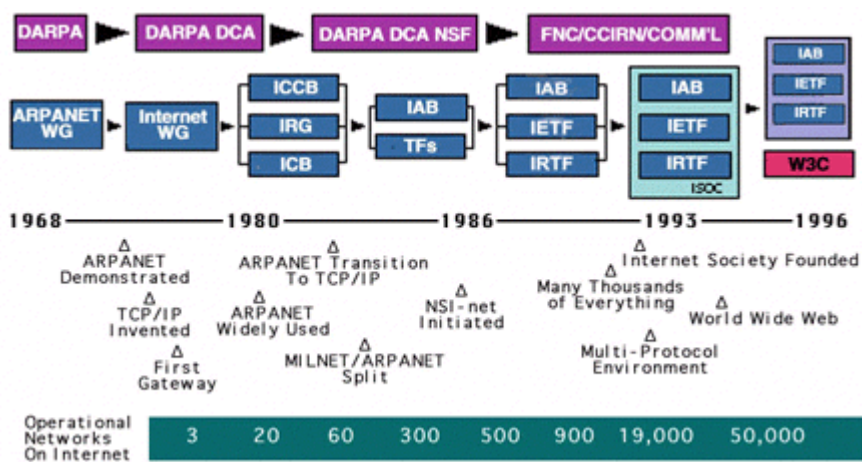 DARPA
DARPA DCA
DARPA DCA NSF
FNC/CCIRN/COMM'L
ARPANET
WG
Internet
WG
ICCB
IRG
ICB
IAB
TFs
IAB
IETF
IRTF
IAB
IETF
IRTF
ISOC
IAB
IETF
IRTF
W3C
1968
1980
1986
1993
1996
ARPANET
Demonstrated
TCP/IP
Invented
First
Gateway
ARPANET Transition
To TCP/IP
ARPANET
Widely Used
MILNET/ARPANET
Split
NSI-net
Initiated
Internet Society Founded
Many Thousands
of Everything
World Wide Web
Multi-Protocol
Environment
Operational
Networks
On Internet
3 20 60 300 500 900 19,000 50,000